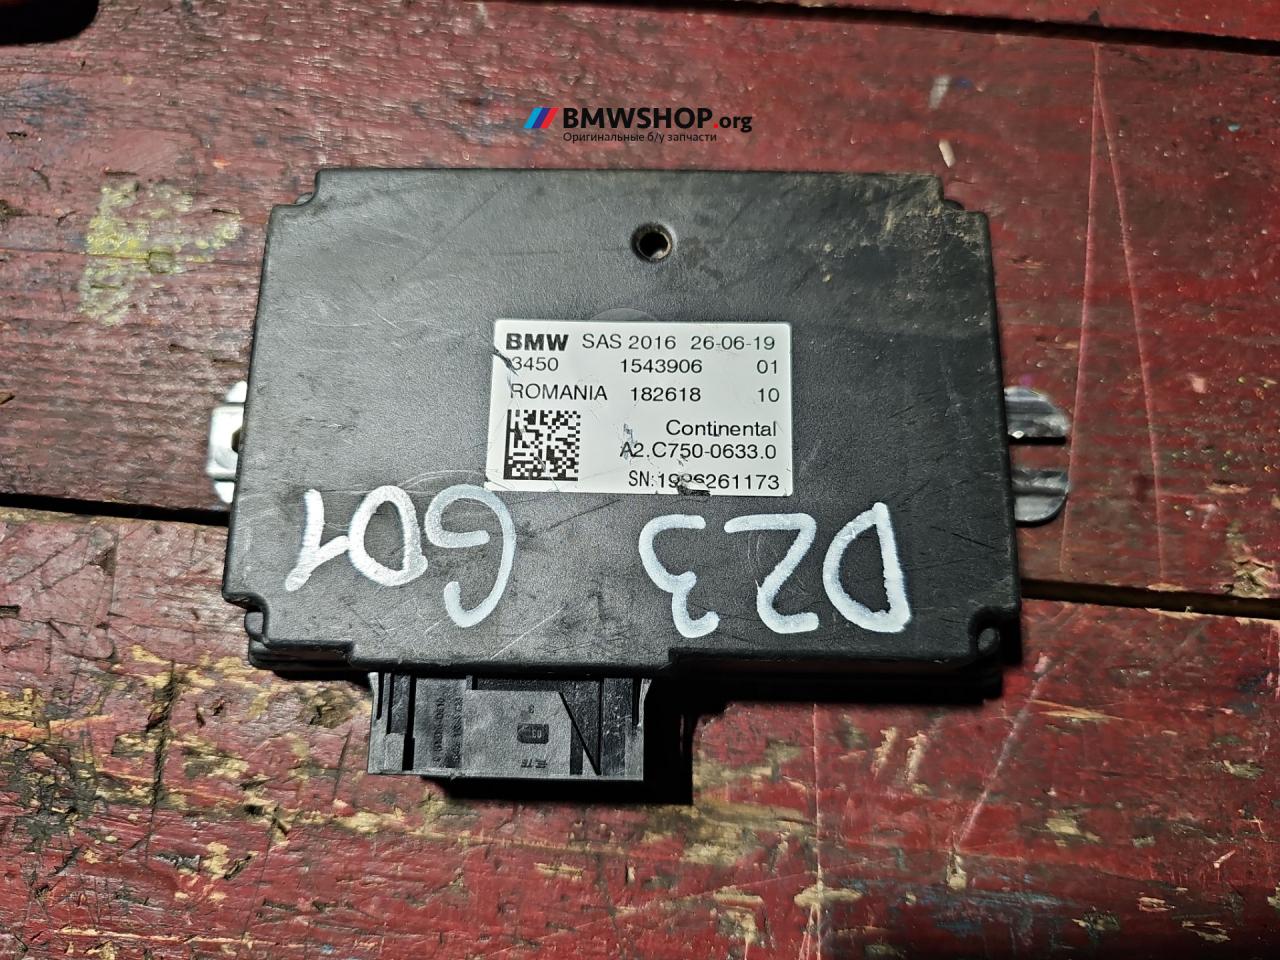 BMWSHOP.org
Оригинальные б/у запчасти
BMW SAS 2016 26-06-19
3450 1543906 01
ROMANIA 182618 10
Continental
A2.C750-0633.0
D23
G01